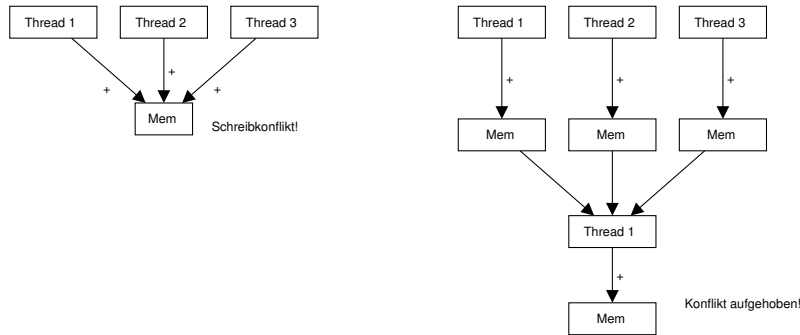 Thread 1
Thread 2
Thread 3
+
+
+
Mem
Schreibkonflikt!
Thread 1
Thread 2
Thread 3
+
+
+
Mem
Mem
Mem
Thread 1
+
Mem
Konflikt aufgehoben!